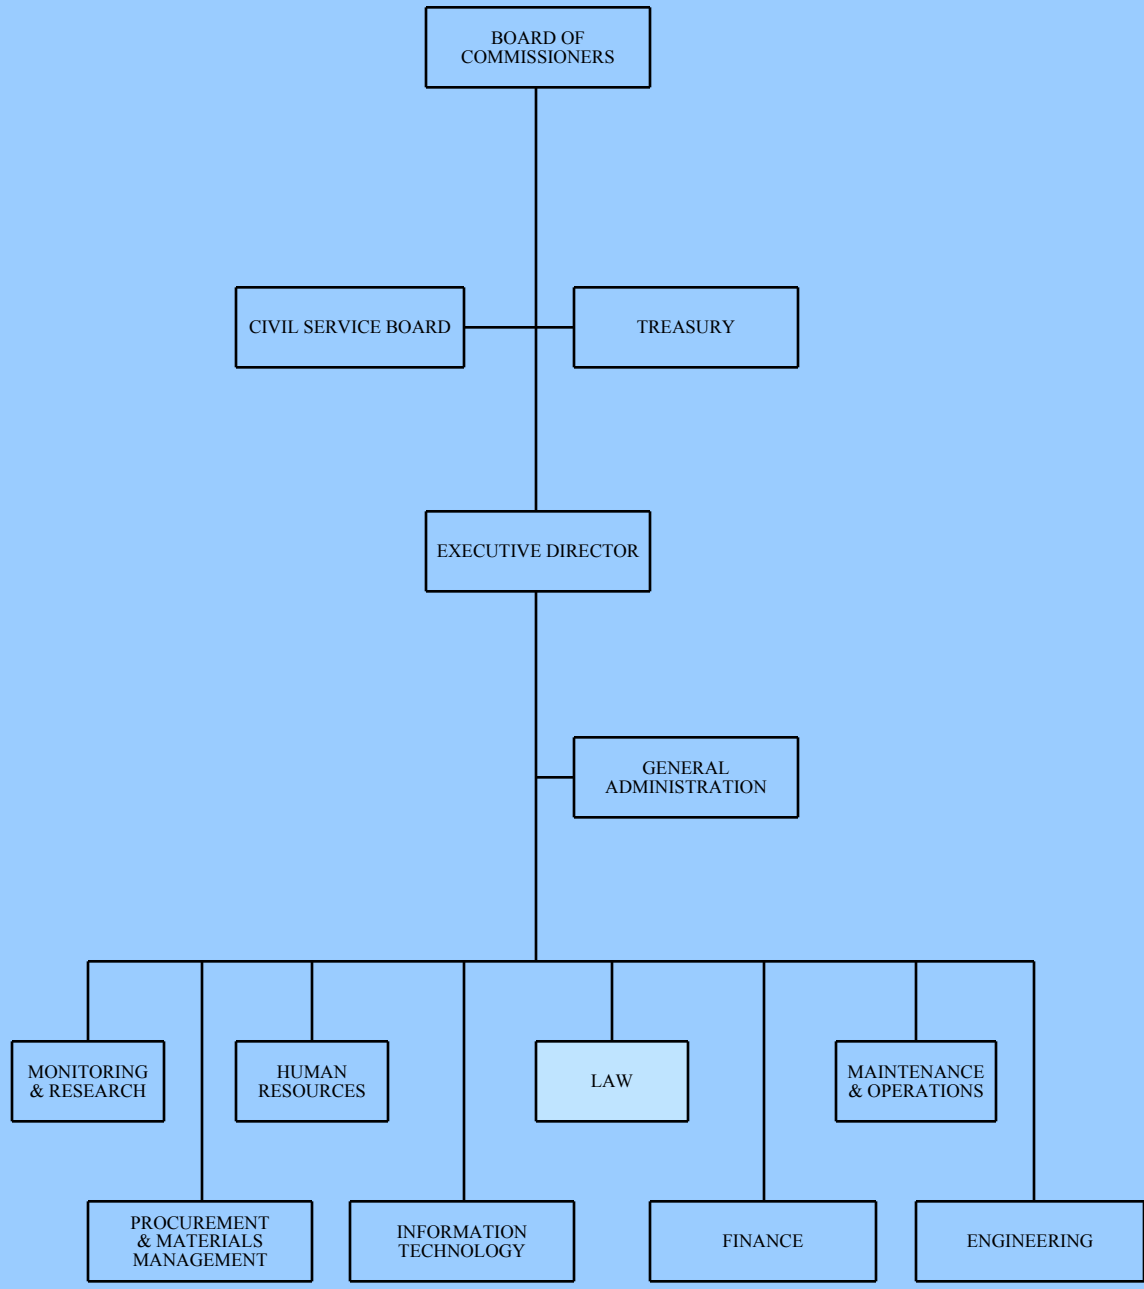 BOARD OF
COMMISSIONERS
CIVIL SERVICE BOARD
TREASURY
EXECUTIVE DIRECTOR
GENERAL
ADMINISTRATION
MONITORING
& RESEARCH
HUMAN
RESOURCES
LAW
MAINTENANCE
& OPERATIONS
PROCUREMENT
& MATERIALS
MANAGEMENT
INFORMATION
TECHNOLOGY
FINANCE
ENGINEERING